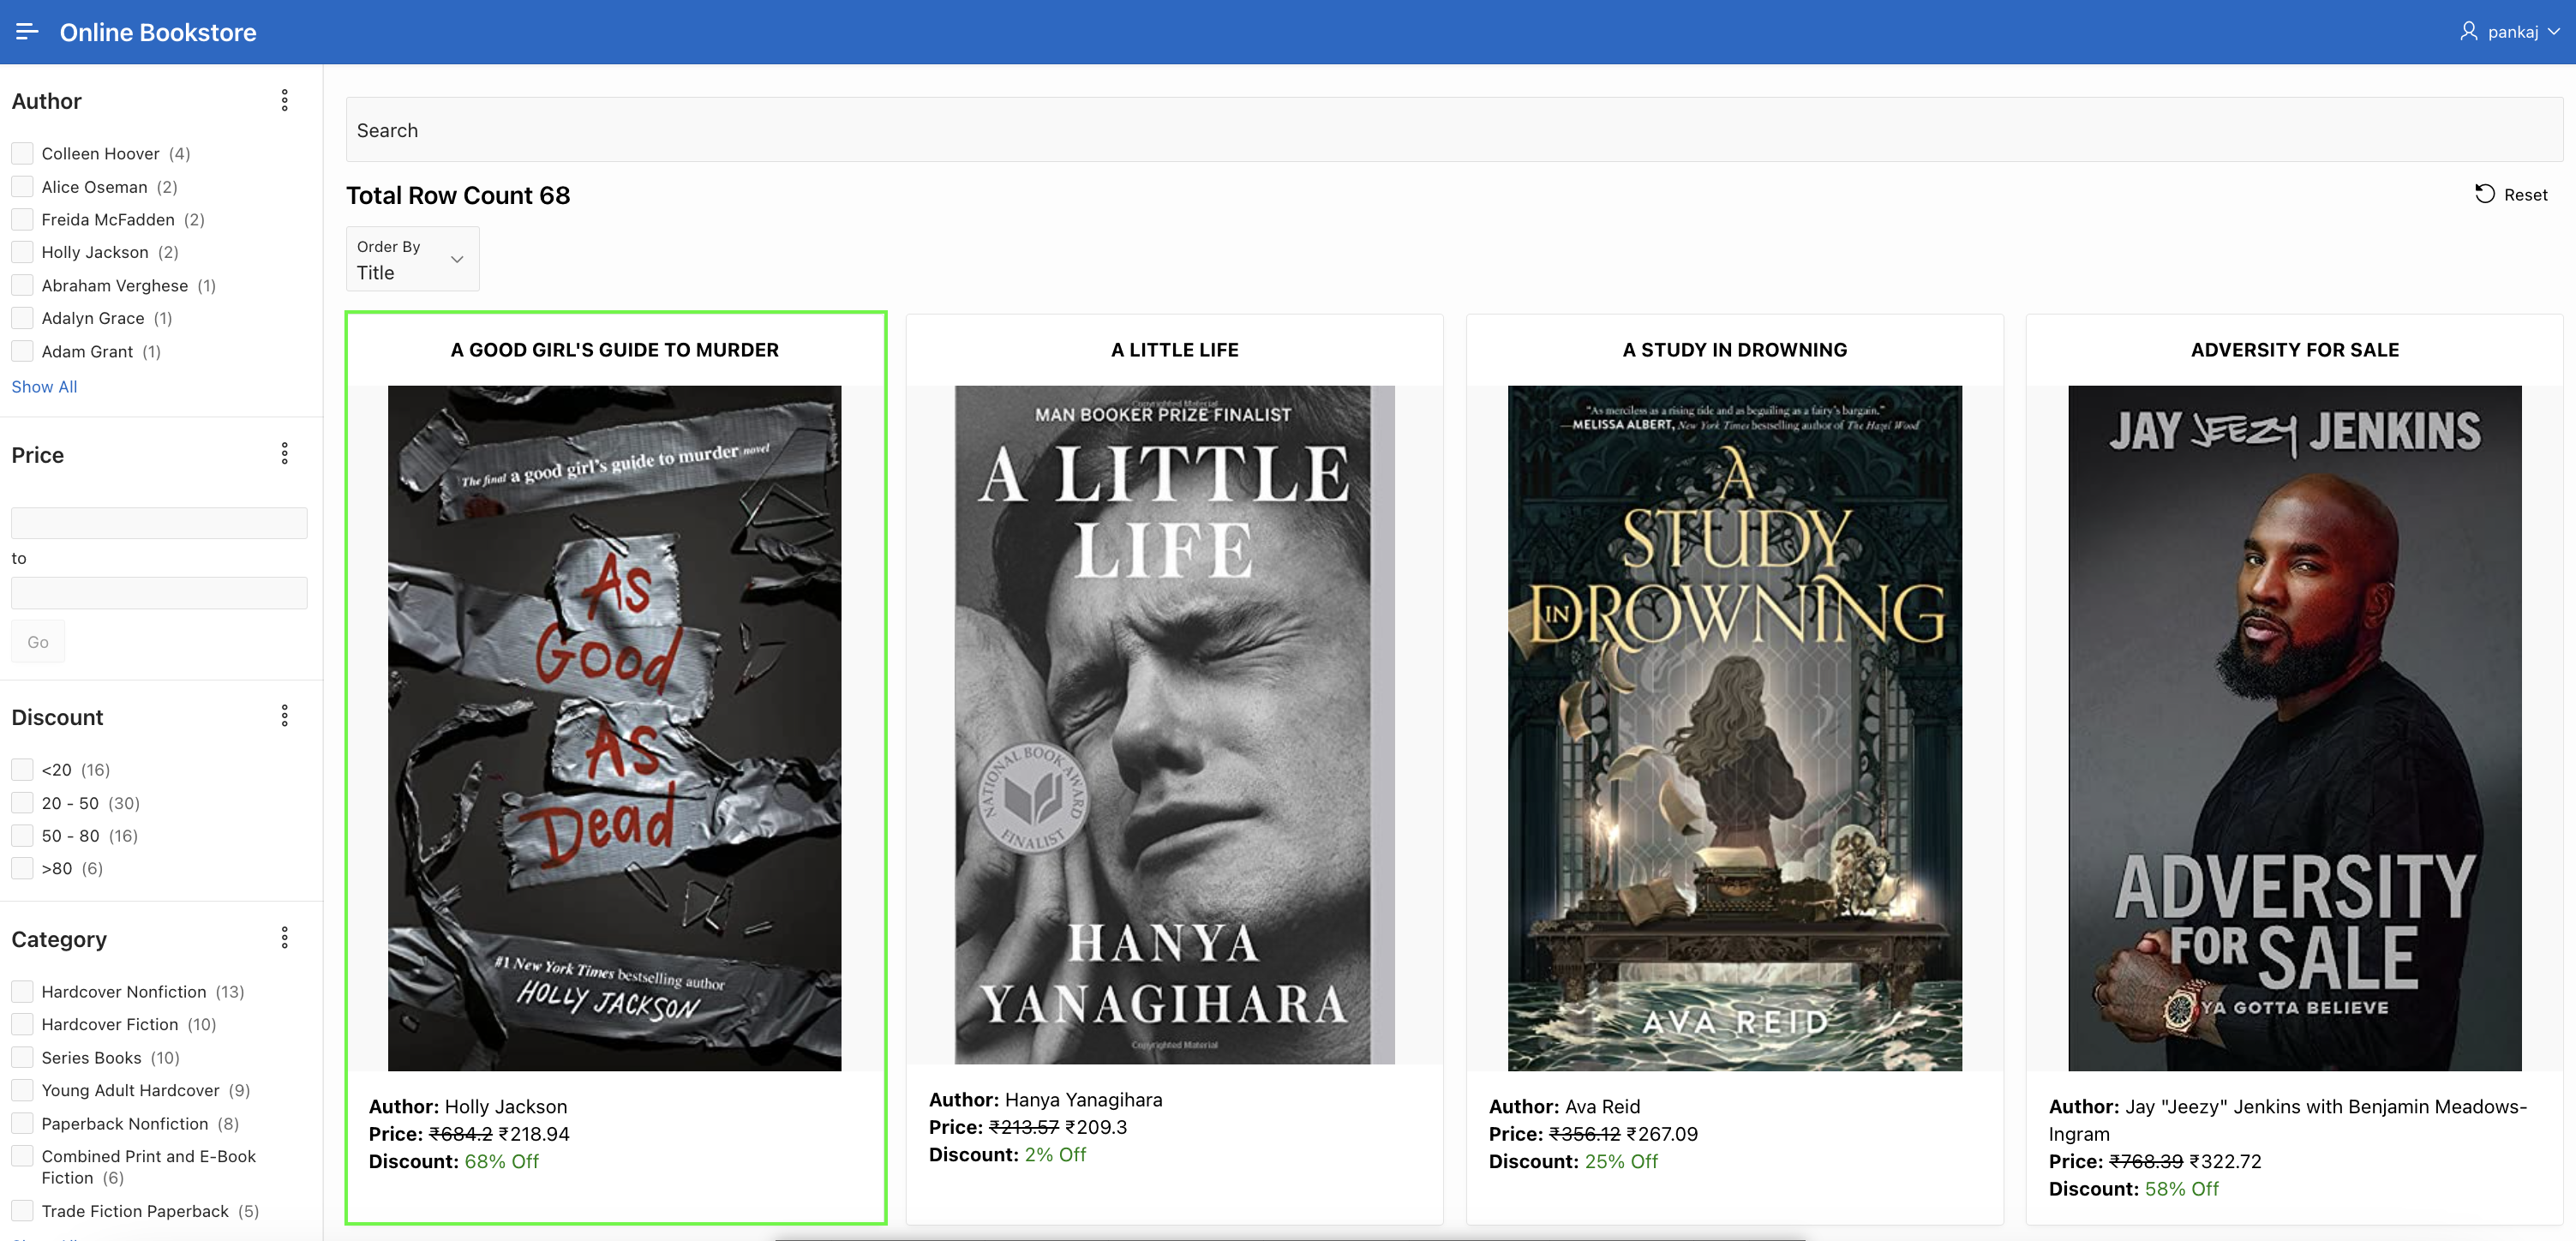 Online Bookstore
pankaj
Author
Colleen Hoover (4)
Alice Oseman (2)
Freida McFadden (2)
Holly Jackson (2)
Abraham Verghese (1)
Adalyn Grace (1)
Adam Grant (1)
Show All
Price
to
Go
Discount
<20 (16)
20 - 50 (30)
50 - 80 (16)
>80 (6)
Category
Hardcover Nonfiction (13)
Hardcover Fiction (10)
Series Books (10)
Young Adult Hardcover (9)
Paperback Nonfiction (8)
Combined Print and E-Book
Fiction (6)
Trade Fiction Paperback (5)
Search
Total Row Count 68
Reset
Order By
Title
A GOOD GIRL'S GUIDE TO MURDER
The final a good girl's guide to murder novel
As
Good
As
Dead
#1 New York Times bestselling author
HOLLY JACKSON
Author: Holly Jackson
Price: ₹684.2 ₹218.94
Discount: 68% Off
A LITTLE LIFE
Copyrighted Material
MAN BOOKER PRIZE FINALIST
A LITTLE
LIFE
NATIONAL BOOK AWARD
FINALIST
HANYA
YANAGIHARA
Copyrighted Material
Author: Hanya Yanagihara
Price: ₹213.57 ₹209.3
Discount: 2% Off
A STUDY IN DROWNING
"As merciless as a rising tide and as beguiling as a fairy's bargain."
—MELISSA ALBERT, New York Times bestselling author of The Hazel Wood
A
STUDY
IN DROWNING
AVA REID
Author: Ava Reid
Price: ₹356.12 ₹267.09
Discount: 25% Off
ADVERSITY FOR SALE
JAY JEEZY JENKINS
ADVERSITY
FOR SALE
YA GOTTA BELIEVE
Author: Jay "Jeezy" Jenkins with Benjamin Meadows-
Ingram
Price: ₹768.39 ₹322.72
Discount: 58% Off